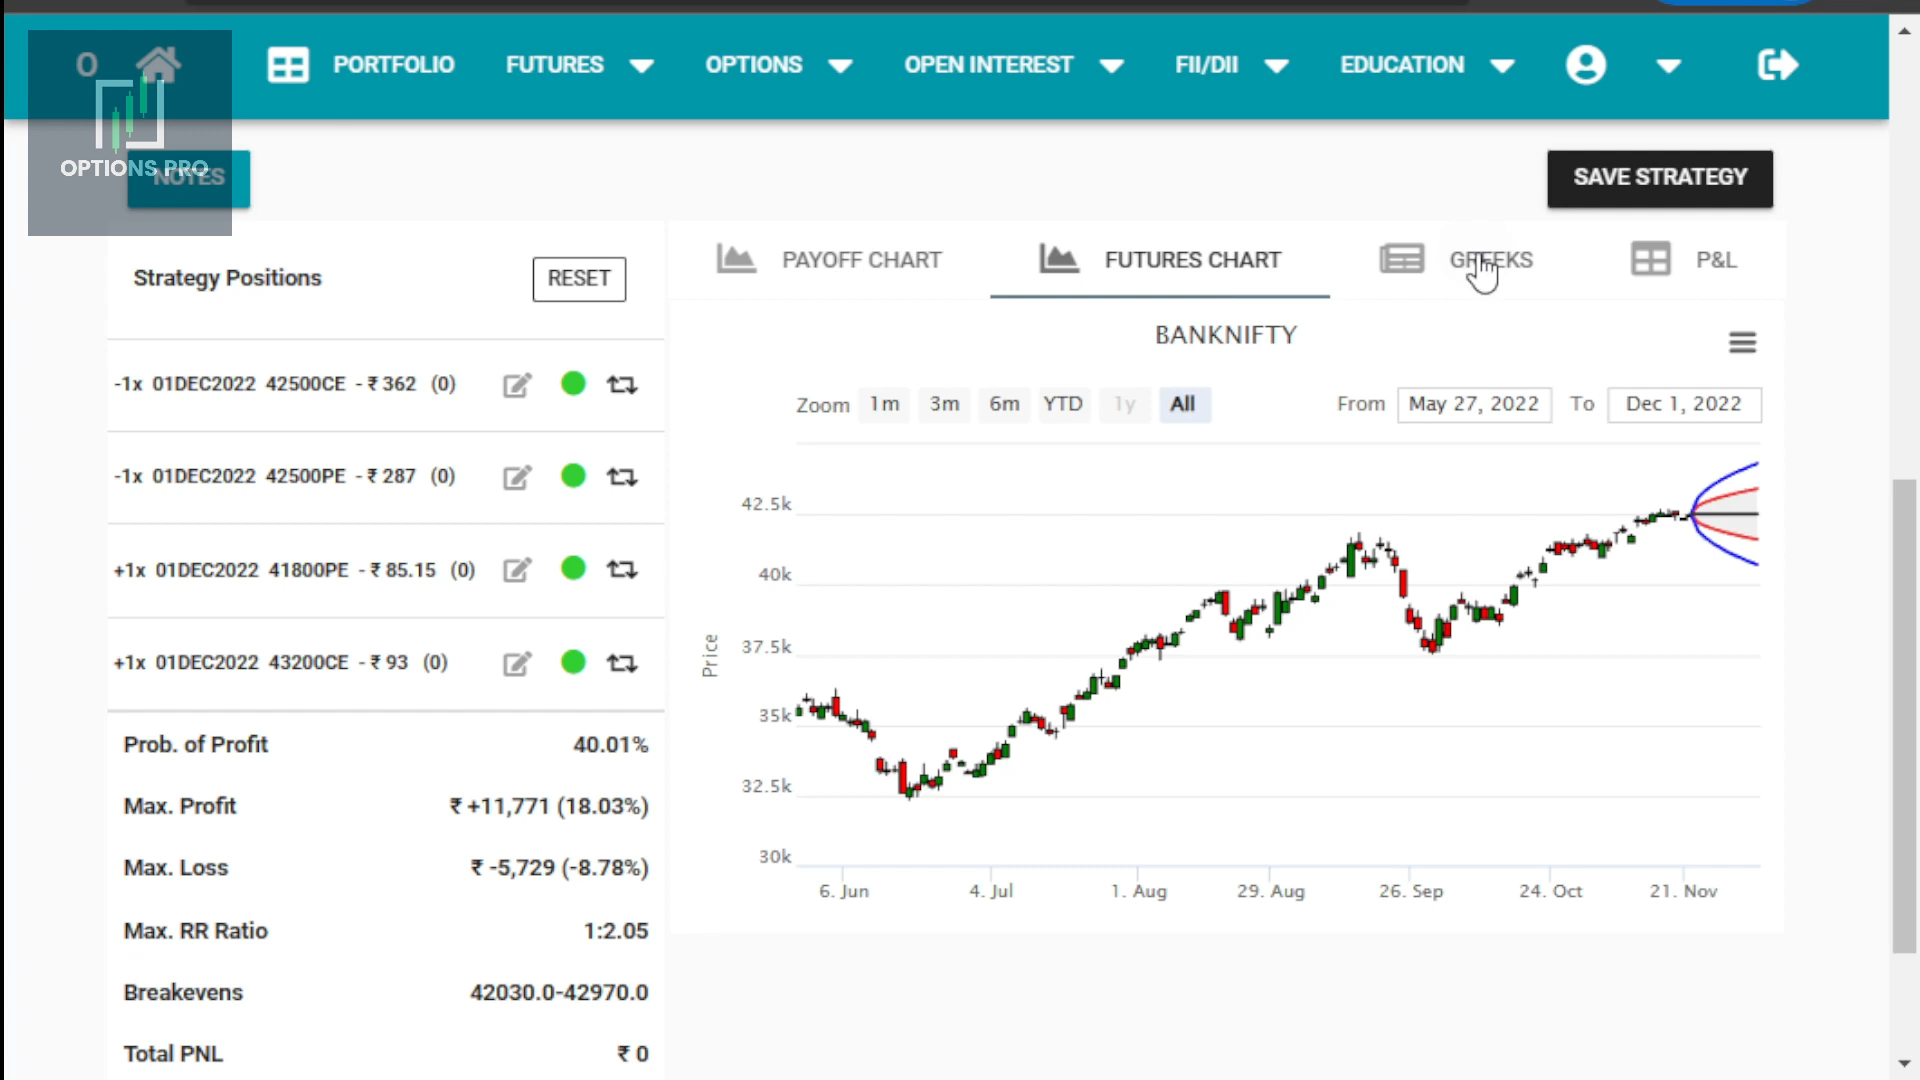 O
PORTFOLIO FUTURES OPTIONS OPEN INTEREST FII/DII EDUCATION
OPTIONS PRO
NOTES
SAVE STRATEGY
Strategy Positions RESET
-1x 01DEC2022 42500CE - ₹ 362 (0)
-1x 01DEC2022 42500PE - ₹ 287 (0)
+1x 01DEC2022 41800PE - ₹ 85.15 (0)
+1x 01DEC2022 43200CE - ₹ 93 (0)
Prob. of Profit 40.01%
Max. Profit ₹ +11,771 (18.03%)
Max. Loss ₹ -5,729 (-8.78%)
Max. RR Ratio 1:2.05
Breakevens 42030.0-42970.0
Total PNL ₹ 0
PAYOFF CHART FUTURES CHART GREEKS P&L
BANKNIFTY
Zoom 1m 3m 6m YTD 1y All From May 27, 2022 To Dec 1, 2022
42.5k
40k
37.5k
35k
32.5k
30k
Price
6. Jun 4. Jul 1. Aug 29. Aug 26. Sep 24. Oct 21. Nov